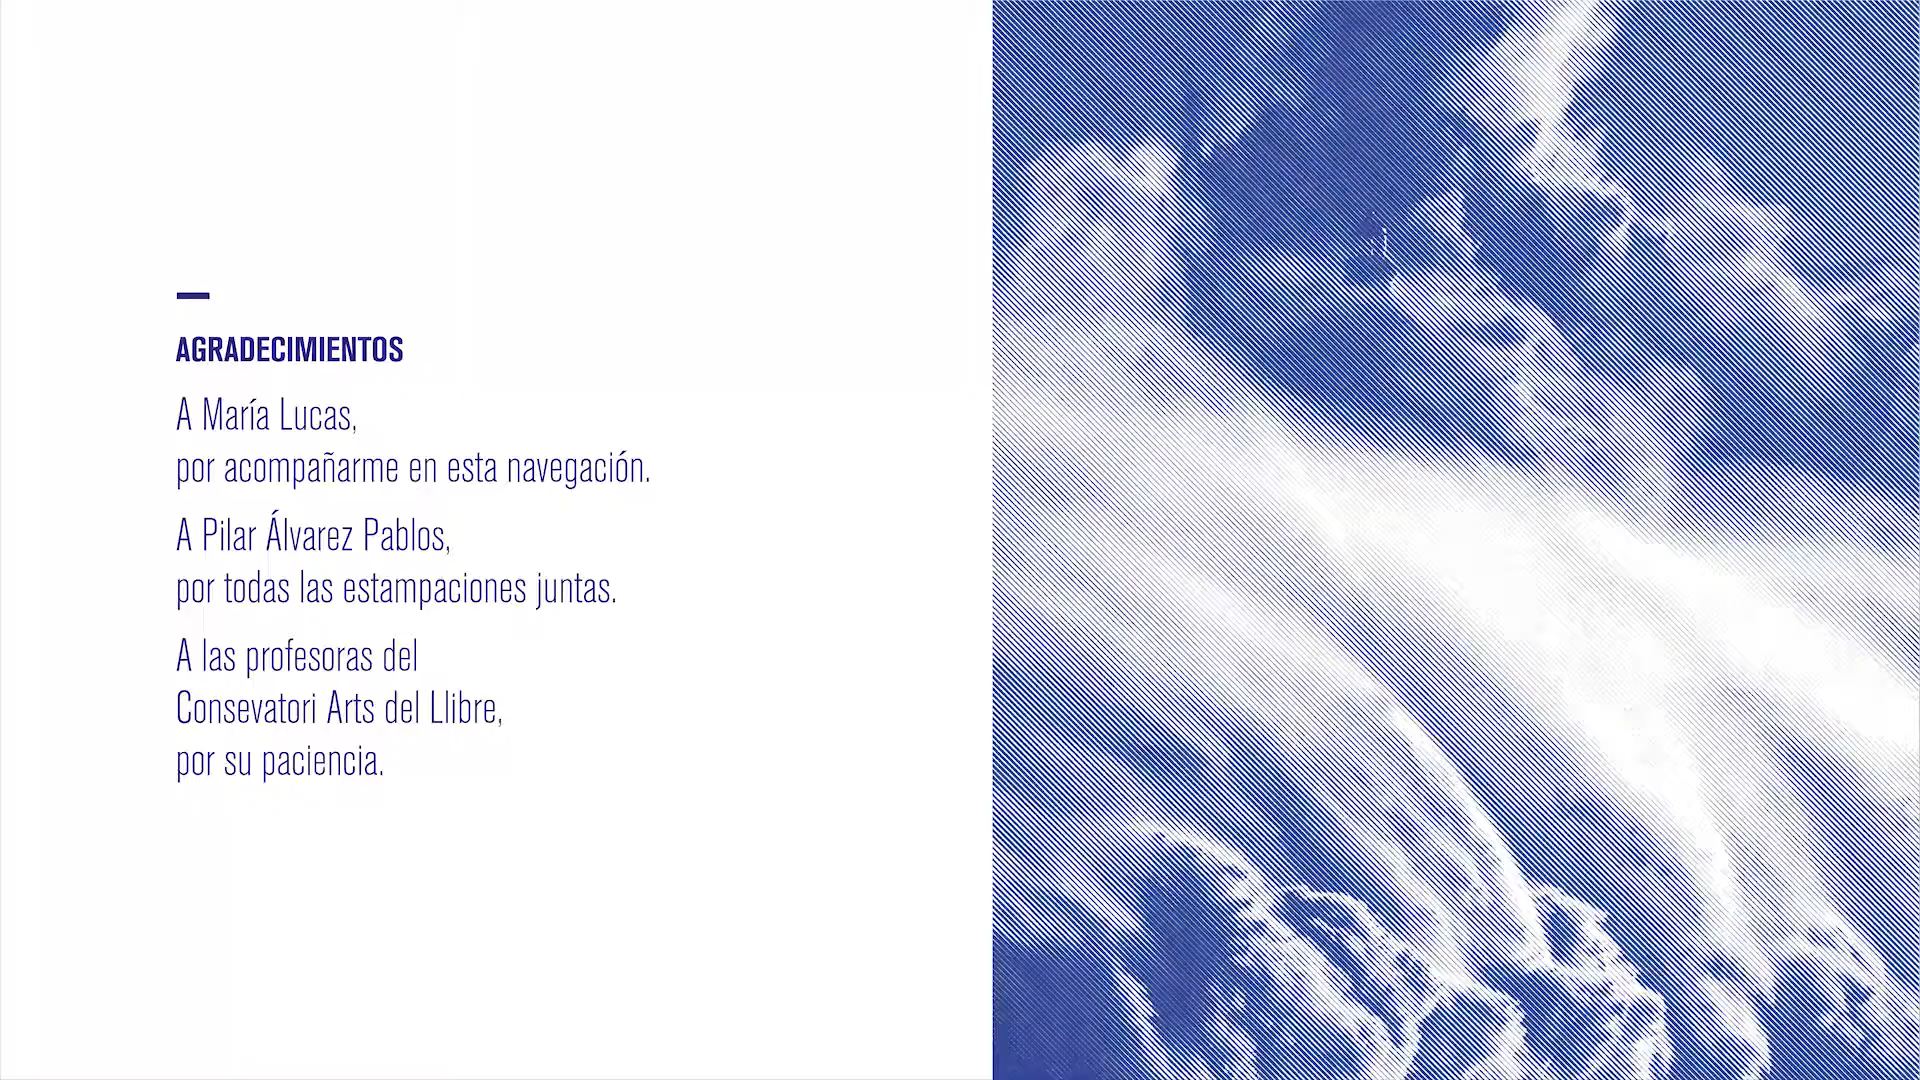 AGRADECIMIENTOS
A María Lucas,
por acompañarme en esta navegación.
A Pilar Álvarez Pablos,
por todas las estampaciones juntas.
A las profesoras del
Consevatori Arts del Llibre,
por su paciencia.